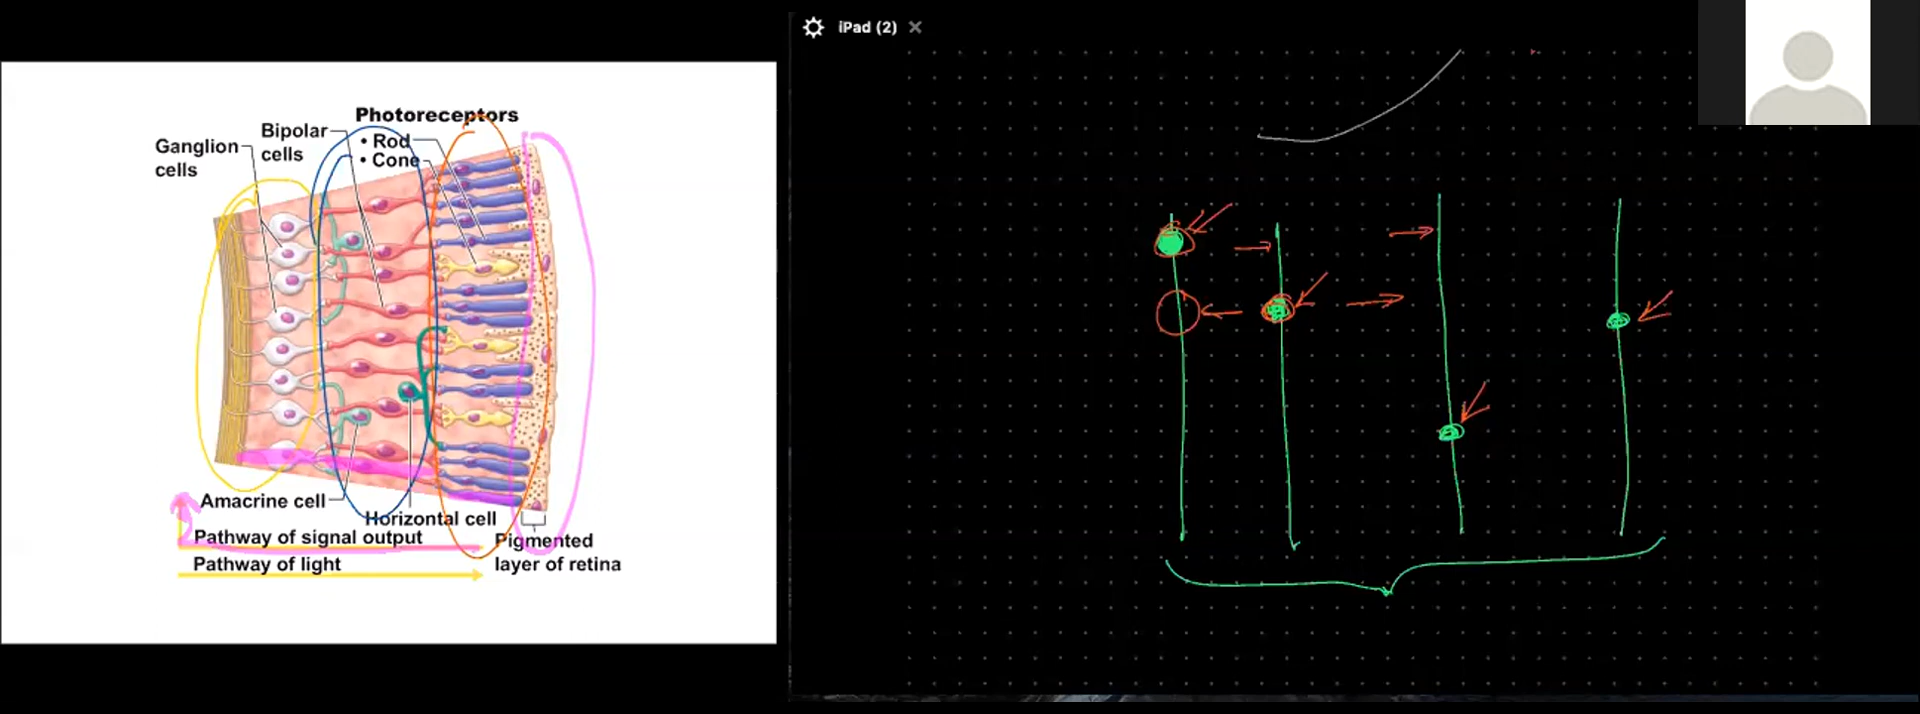 iPad (2)
Photoreceptors
• Rod
• Cone
Bipolar
cells
Ganglion
cells
Amacrine cell
Horizontal cell
Pathway of signal output
Pathway of light
Pigmented
layer of retina